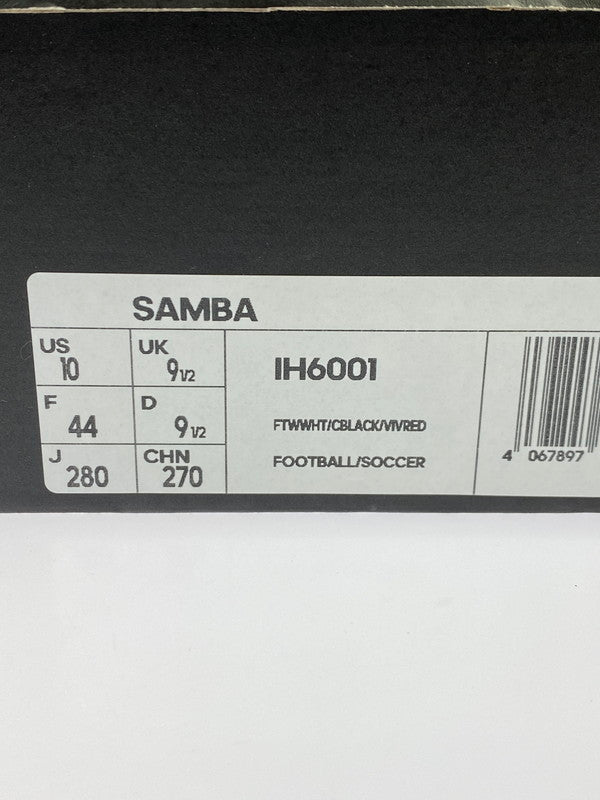 SAMBA
US 10 UK 9 1/2
F 44 D 9 1/2
J 280 CHN 270
IH6001
FTWWHT/CBLACK/VIVRED
FOOTBALL/SOCCER
4 067897